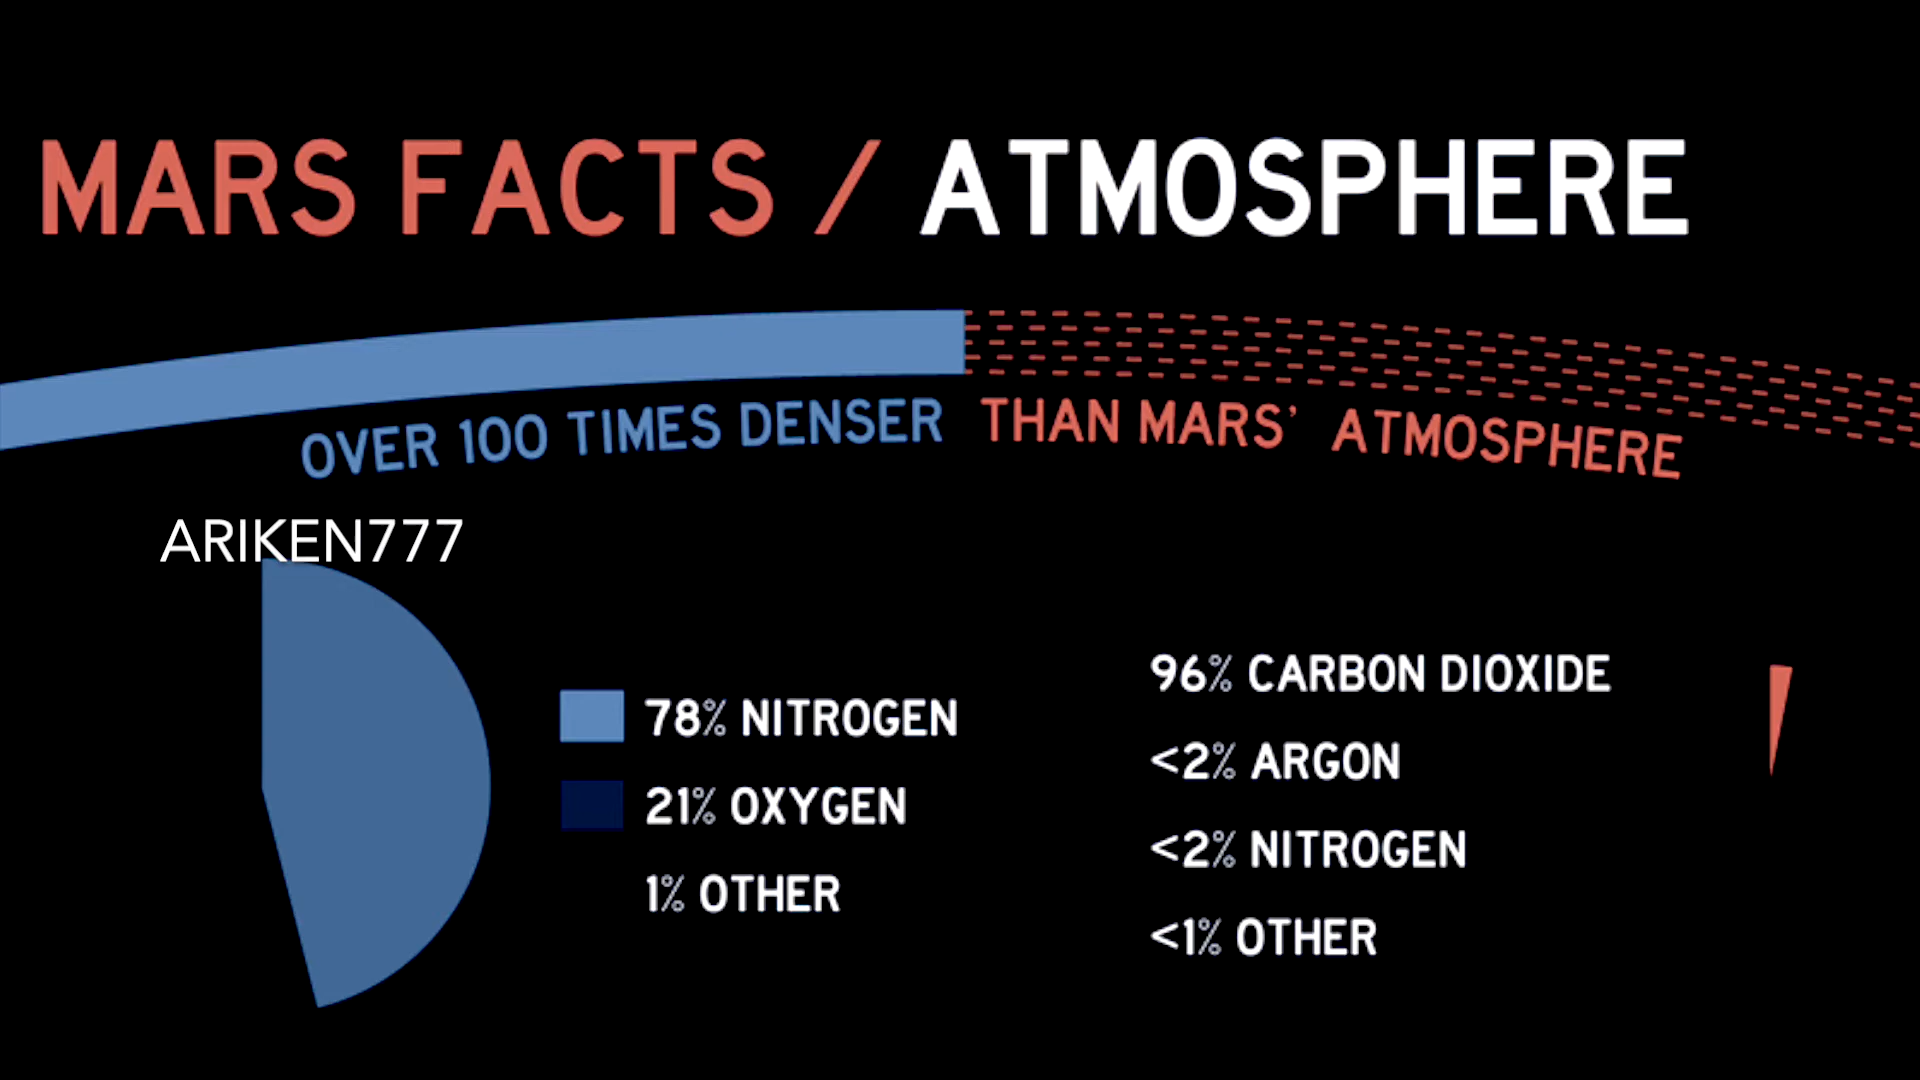 MARS FACTS / ATMOSPHERE
OVER 100 TIMES DENSER THAN MARS' ATMOSPHERE
ARIKEN777
78% NITROGEN
21% OXYGEN
1% OTHER
96% CARBON DIOXIDE
<2% ARGON
<2% NITROGEN
<1% OTHER